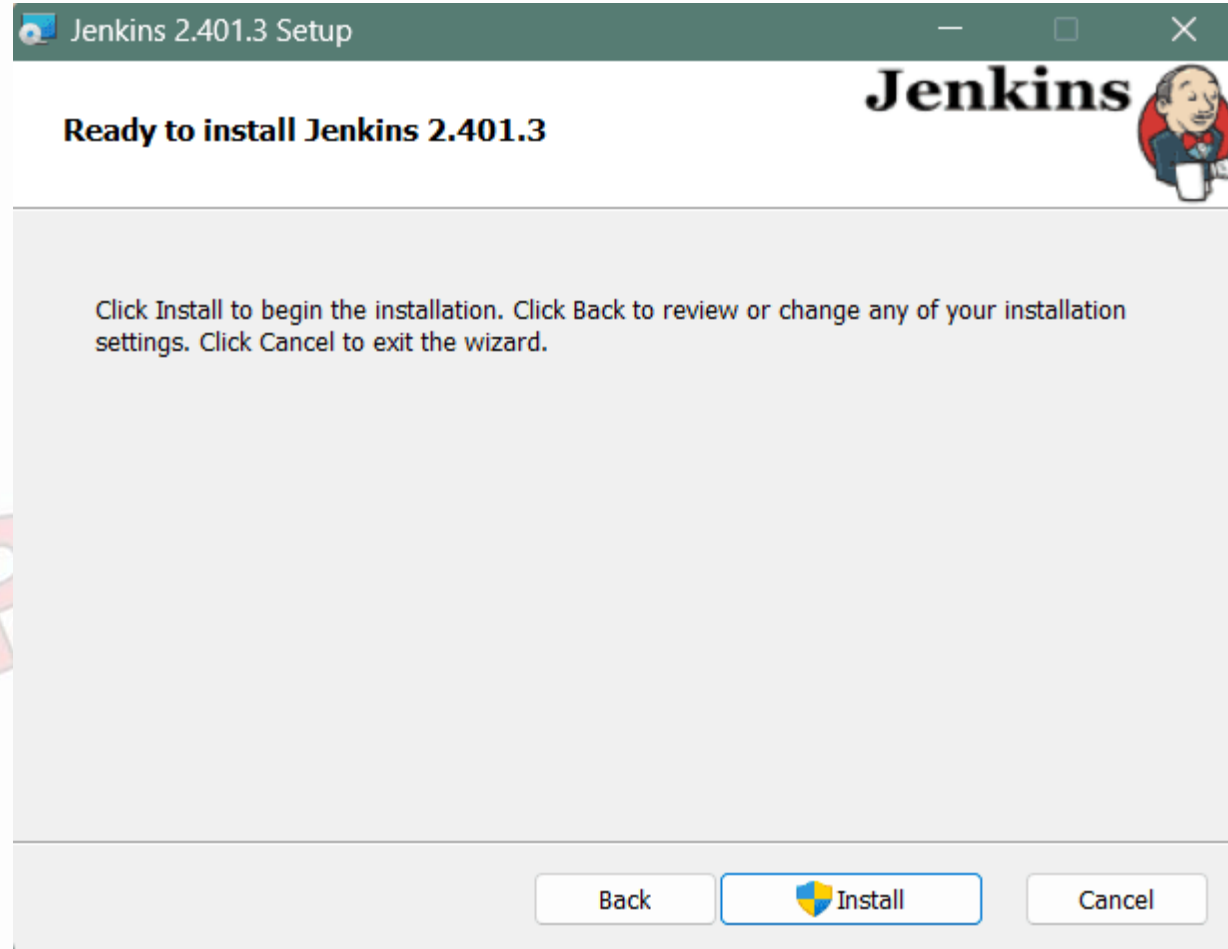 Jenkins 2.401.3 Setup
Jenkins
Ready to install Jenkins 2.401.3
Click Install to begin the installation. Click Back to review or change any of your installation
settings. Click Cancel to exit the wizard.
Back
Install
Cancel